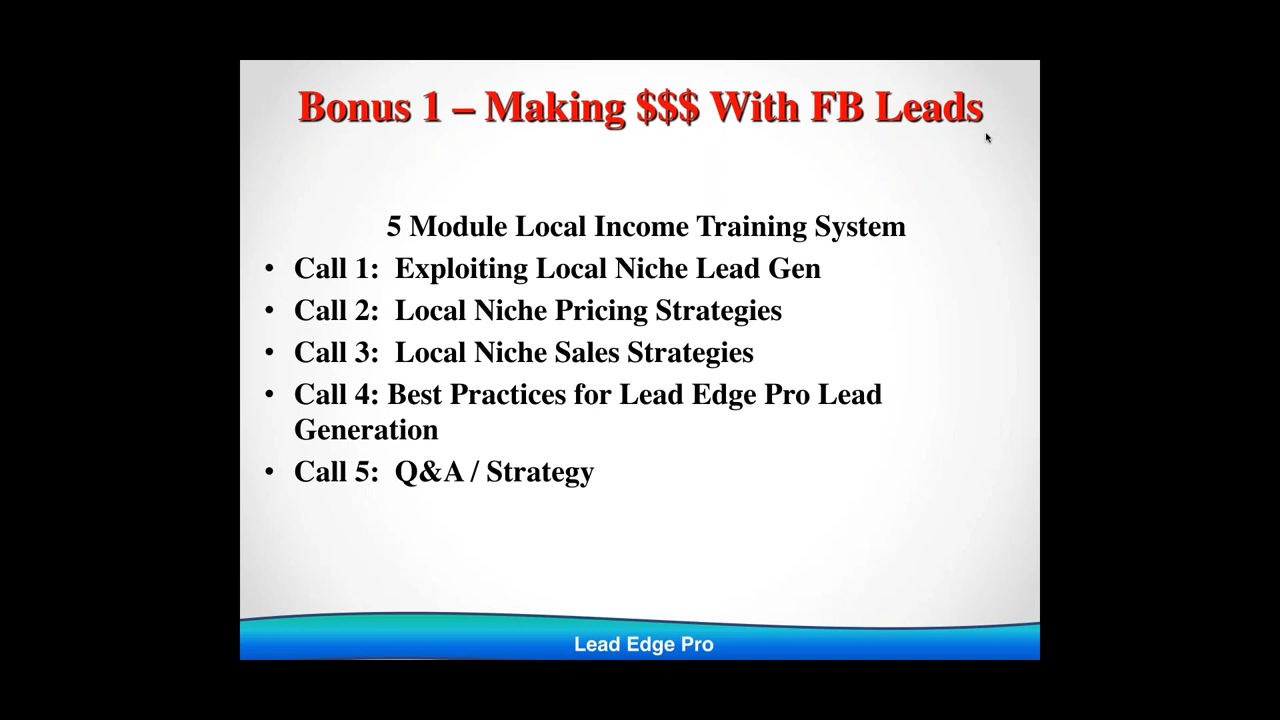 Bonus 1 – Making $$$ With FB Leads
5 Module Local Income Training System
• Call 1: Exploiting Local Niche Lead Gen
• Call 2: Local Niche Pricing Strategies
• Call 3: Local Niche Sales Strategies
• Call 4: Best Practices for Lead Edge Pro Lead
Generation
• Call 5: Q&A / Strategy
Lead Edge Pro